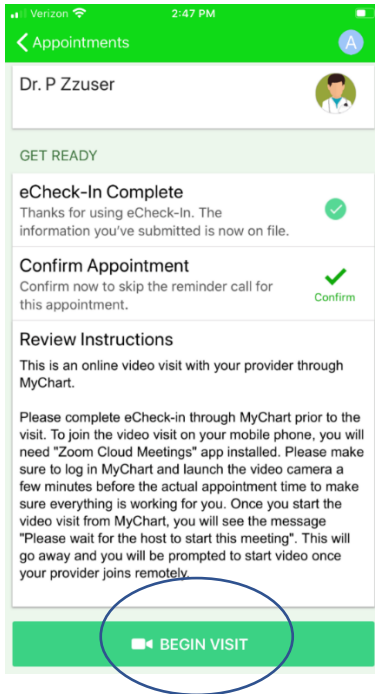 Verizon 2:47 PM
Appointments A
Dr. P Zzuser
GET READY
eCheck-In Complete
Thanks for using eCheck-In. The
information you've submitted is now on file.
Confirm Appointment
Confirm now to skip the reminder call for
this appointment.
Confirm
Review Instructions
This is an online video visit with your provider through
MyChart.
Please complete eCheck-in through MyChart prior to the
visit. To join the video visit on your mobile phone, you will
need "Zoom Cloud Meetings" app installed. Please make
sure to log in MyChart and launch the video camera a
few minutes before the actual appointment time to make
sure everything is working for you. Once you start the
video visit from MyChart, you will see the message
"Please wait for the host to start this meeting". This will
go away and you will be prompted to start video once
your provider joins remotely.
BEGIN VISIT